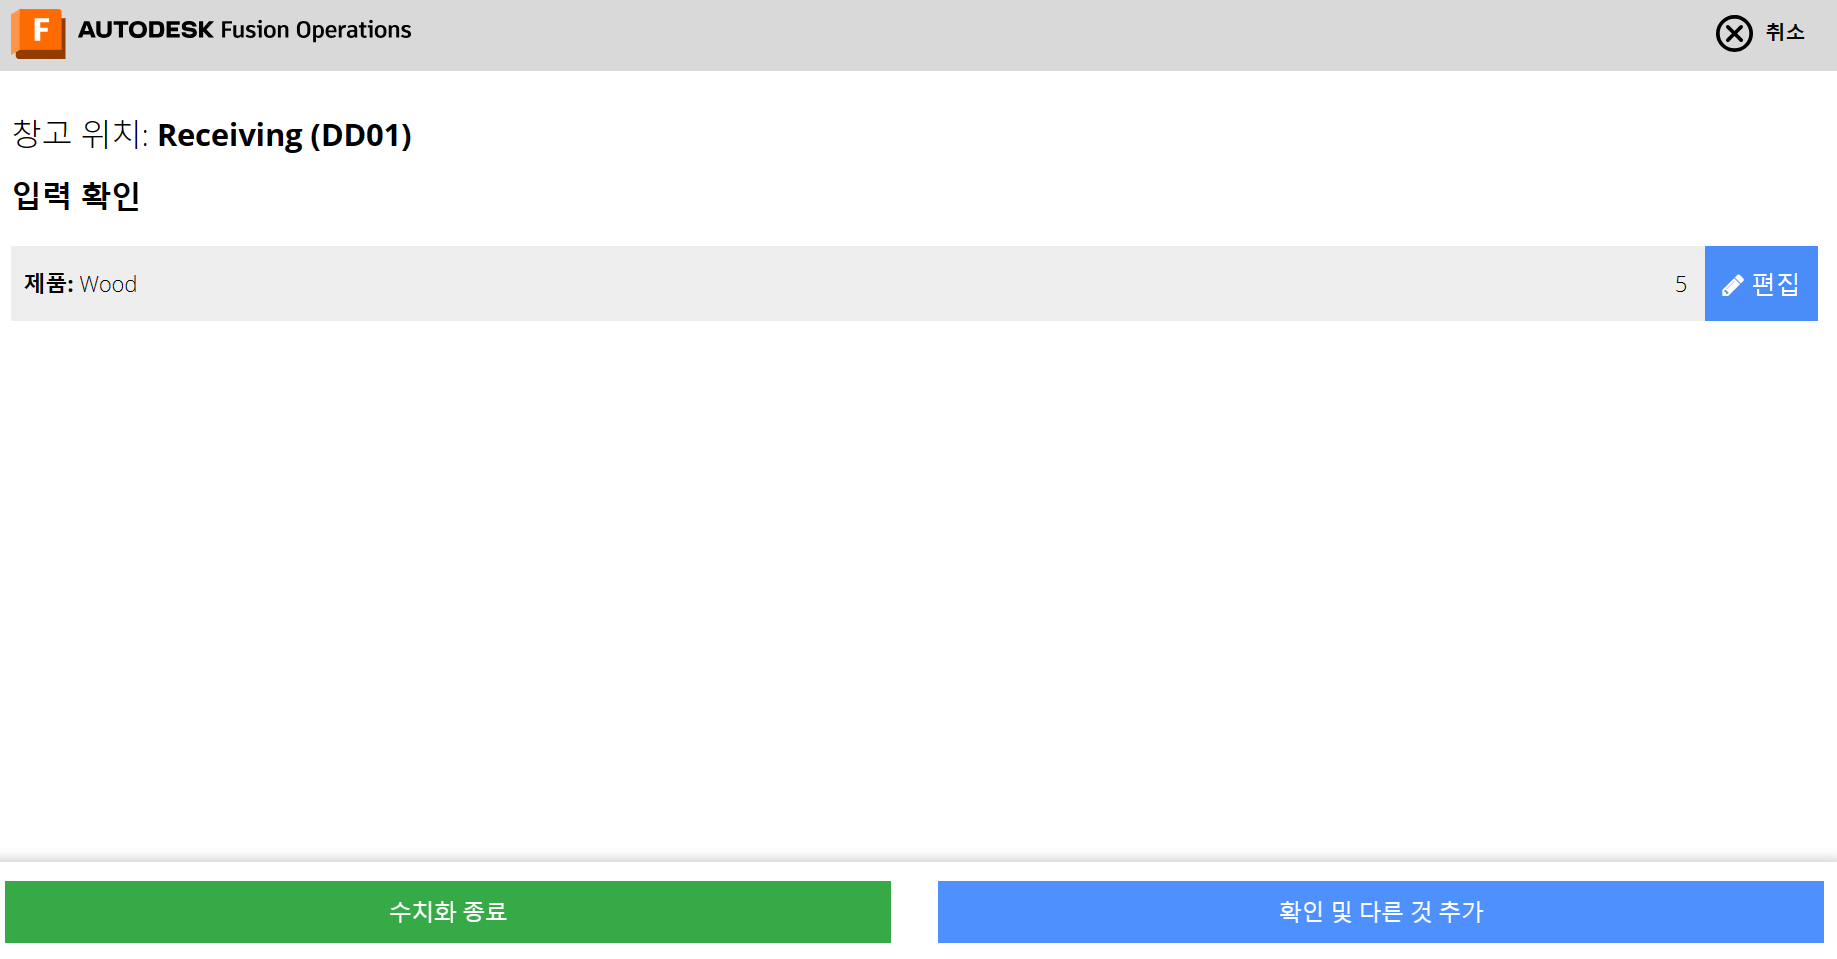 F AUTODESK Fusion Operations
취소
창고 위치: Receiving (DD01)
입력 확인
제품: Wood 5 편집
수치화 종료
확인 및 다른 것 추가